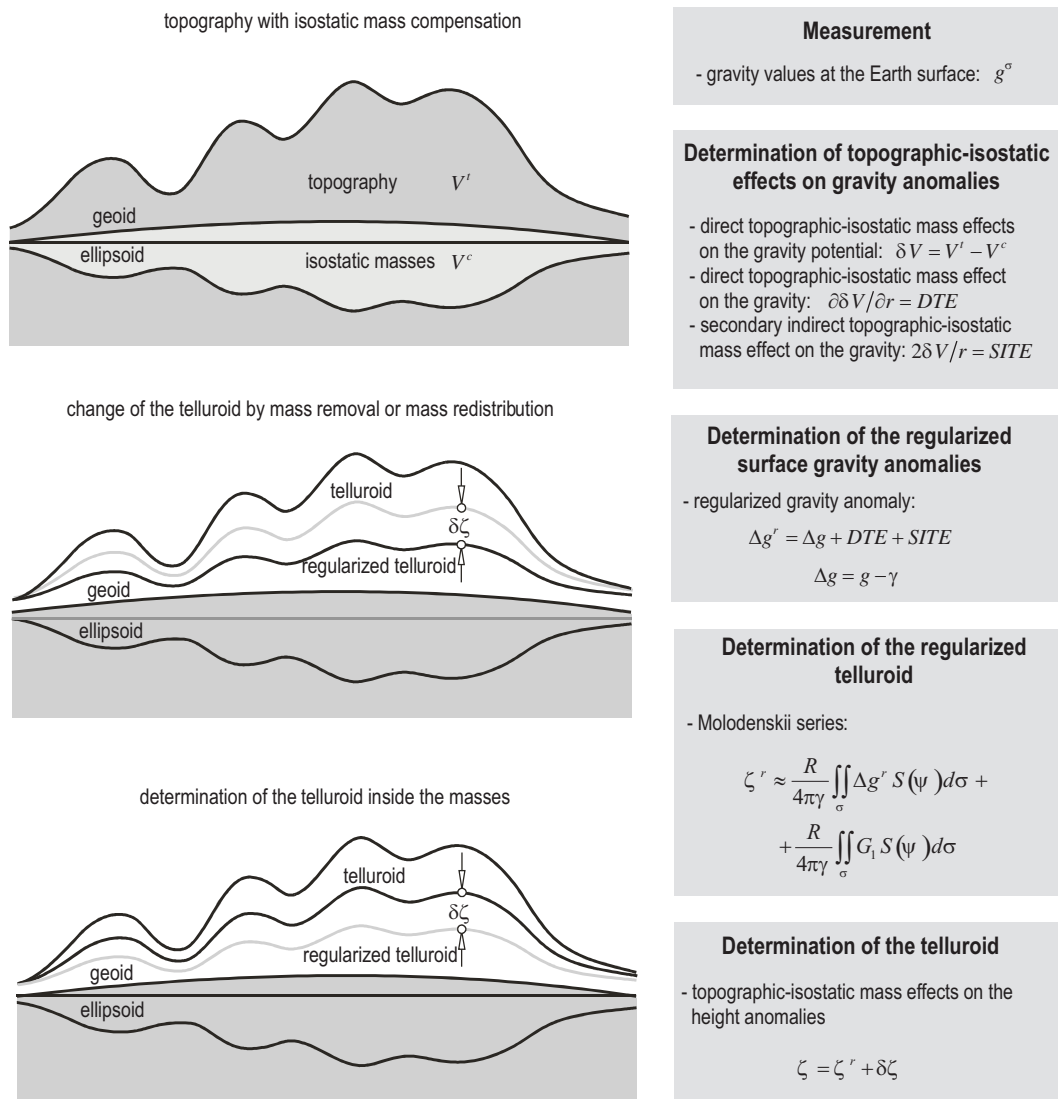 topography with isostatic mass compensation
topography V^t
geoid
ellipsoid
isostatic masses V^c
change of the telluroid by mass removal or mass redistribution
telluroid
δζ
regularized telluroid
geoid
ellipsoid
determination of the telluroid inside the masses
telluroid
δζ
regularized telluroid
geoid
ellipsoid
Measurement
- gravity values at the Earth surface: g^σ
Determination of topographic-isostatic
effects on gravity anomalies
- direct topographic-isostatic mass effects
on the gravity potential: δV = V^t − V^c
- direct topographic-isostatic mass effect
on the gravity: ∂δV/∂r = DTE
- secondary indirect topographic-isostatic
mass effect on the gravity: 2δV/r = SITE
Determination of the regularized
surface gravity anomalies
- regularized gravity anomaly:
Δg^r = Δg + DTE + SITE
Δg = g − γ
Determination of the regularized
telluroid
- Molodenskii series:
ζ^r ≈ R/4πγ ∬_σ Δg^r S(ψ)dσ +
+ R/4πγ ∬_σ G_1 S(ψ)dσ
Determination of the telluroid
- topographic-isostatic mass effects on the
height anomalies
ζ = ζ^r + δζ